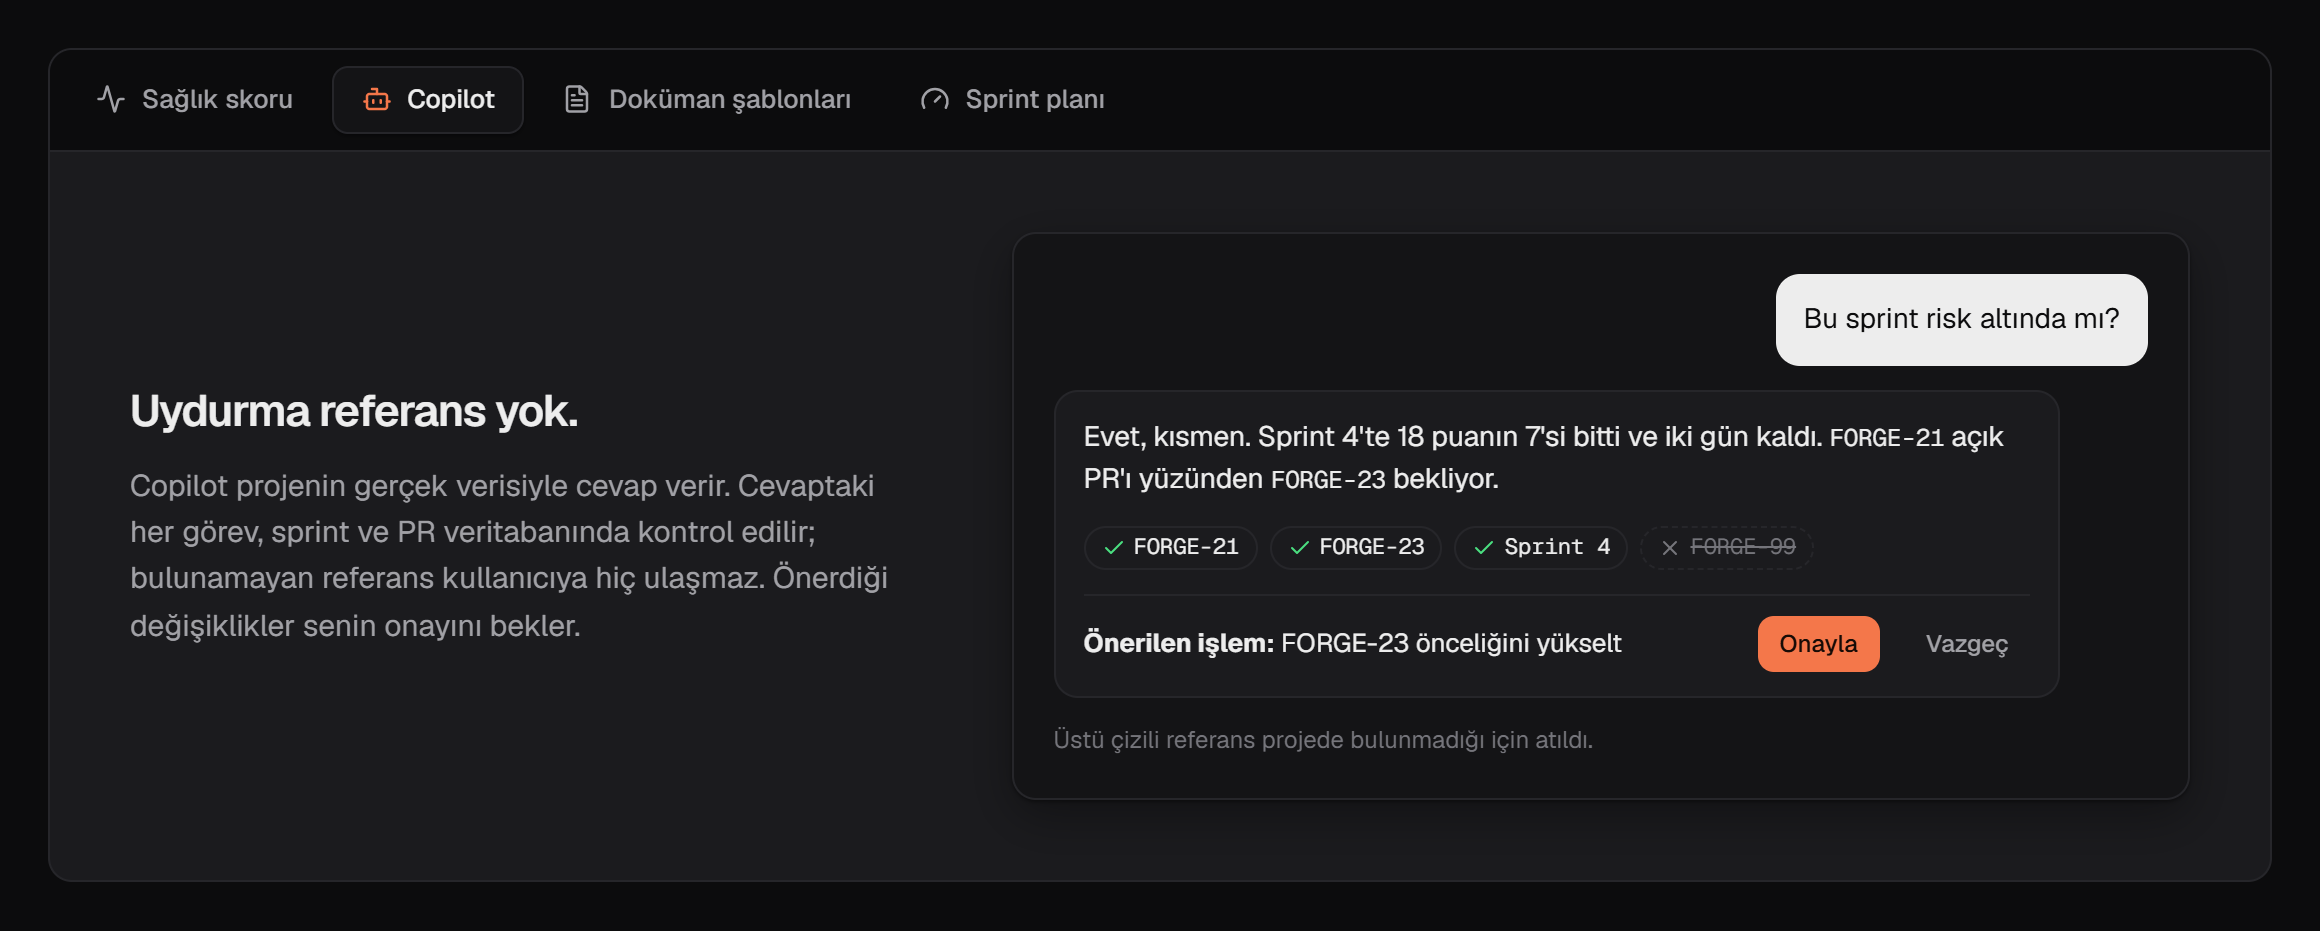 Sağlık skoru
Copilot
Doküman şablonları
Sprint planı
Uydurma referans yok.
Copilot projenin gerçek verisiyle cevap verir. Cevaptaki
her görev, sprint ve PR veritabanında kontrol edilir;
bulunamayan referans kullanıcıya hiç ulaşmaz. Önerdiği
değişiklikler senin onayını bekler.
Bu sprint risk altında mı?
Evet, kısmen. Sprint 4'te 18 puanın 7'si bitti ve iki gün kaldı. FORGE-21 açık
PR'ı yüzünden FORGE-23 bekliyor.
FORGE-21
FORGE-23
Sprint 4
FORGE-99
Önerilen işlem: FORGE-23 önceliğini yükselt
Onayla
Vazgeç
Üstü çizili referans projede bulunmadığı için atıldı.